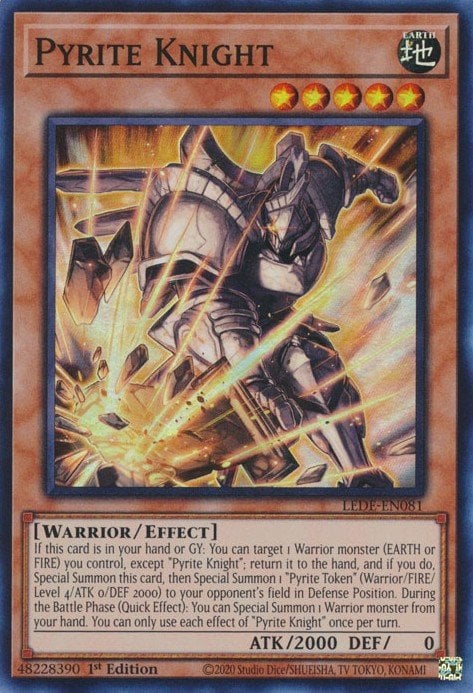 Pyrite Knight
EARTH
地
LEDE-EN081
[Warrior/Effect]
If this card is in your hand or GY: You can target 1 Warrior monster (EARTH or
FIRE) you control, except "Pyrite Knight"; return it to the hand, and if you do,
Special Summon this card, then Special Summon 1 "Pyrite Token" (Warrior/FIRE/
Level 4/ATK 0/DEF 2000) to your opponent's field in Defense Position. During
the Battle Phase (Quick Effect): You can Special Summon 1 Warrior monster from
your hand. You can only use each effect of "Pyrite Knight" once per turn.
ATK/2000 DEF/ 0
48228390 1st Edition ©2020 Studio Dice/SHUEISHA, TV TOKYO, KONAMI